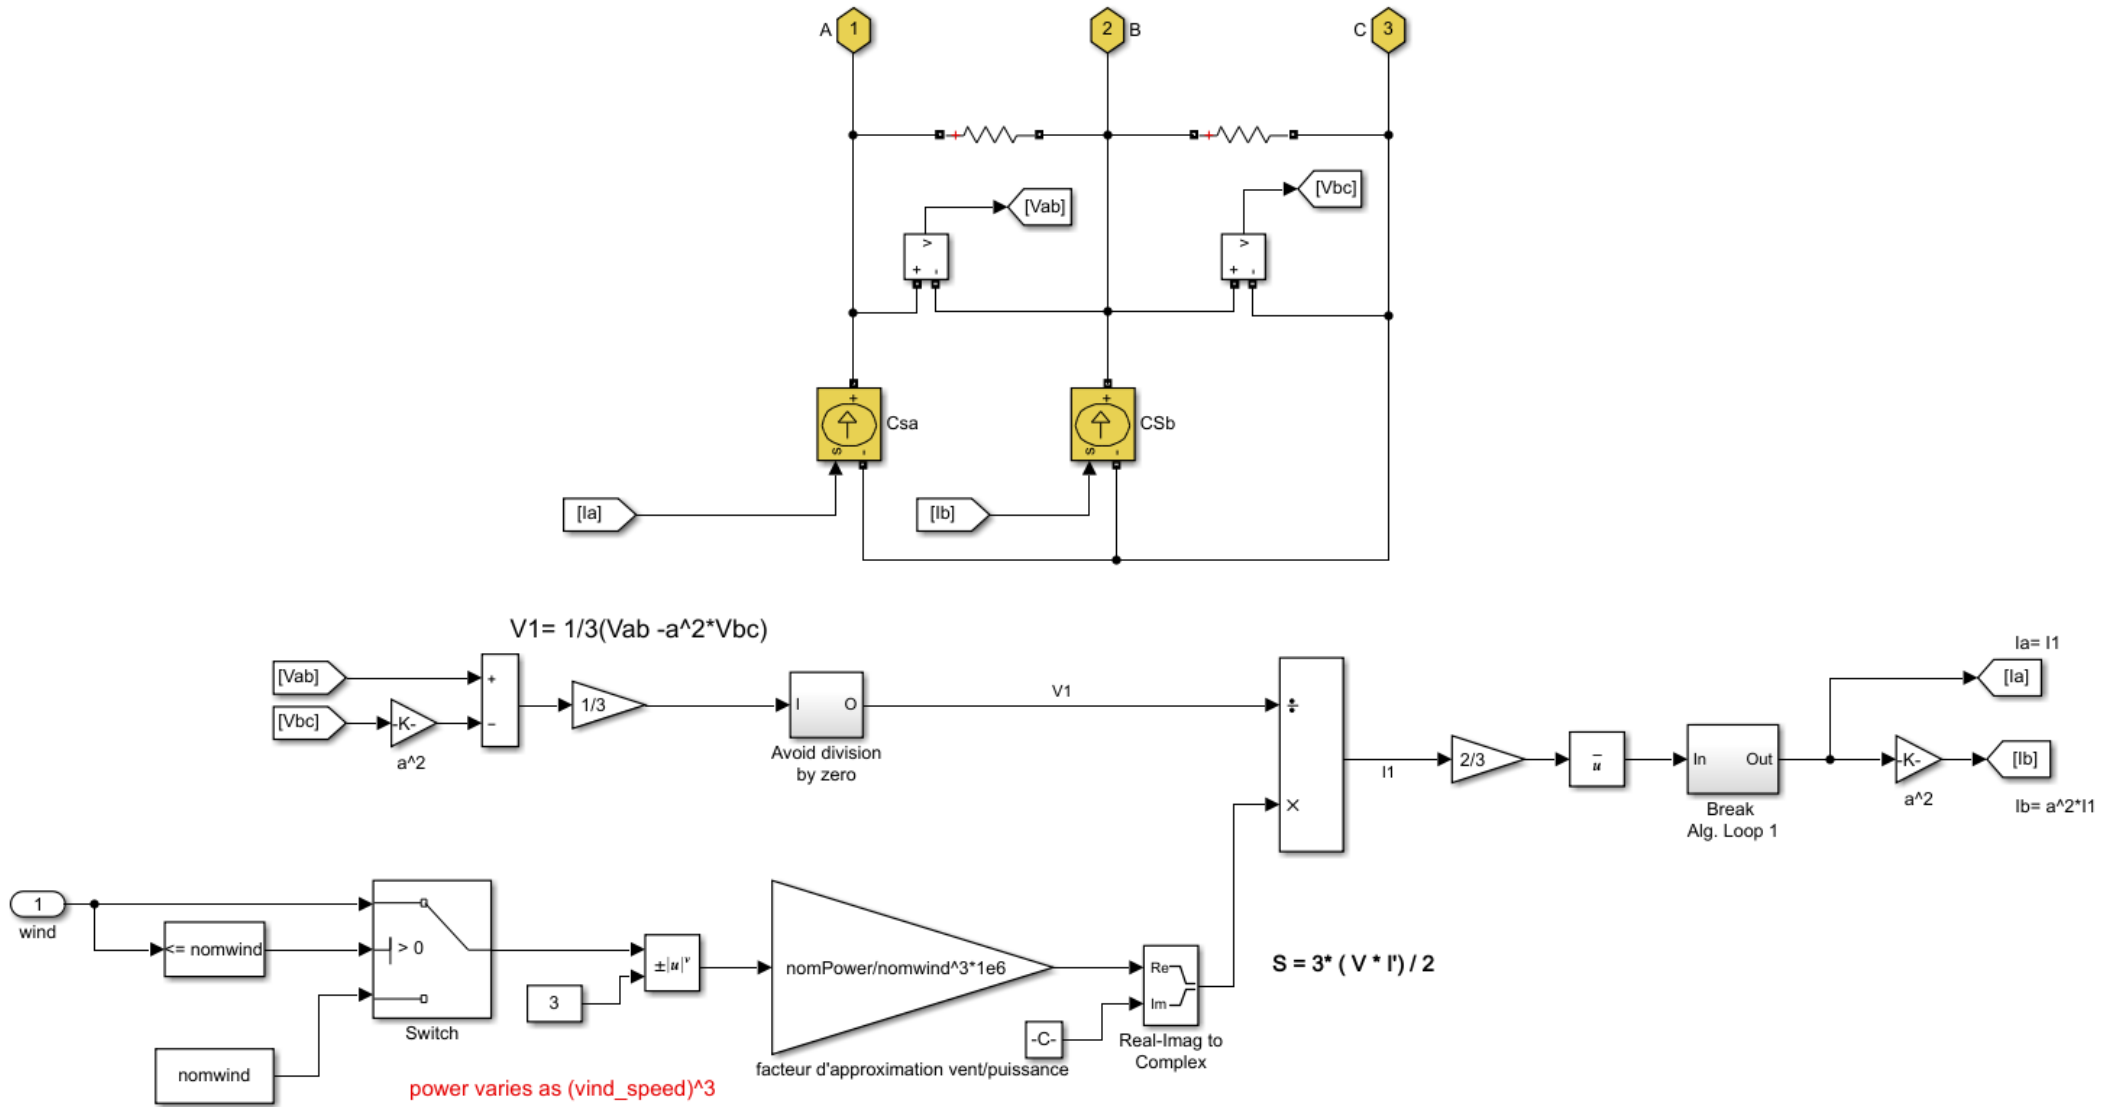 A 1
2 B
C 3
[Vab]
[Vbc]
v
+ -
v
+ -
+
Csa
s -
+
CSb
s -
[Ia]
[Ib]
V1= 1/3(Vab -a^2*Vbc)
[Vab]
[Vbc]
-K-
a^2
+
−
1/3
I O
Avoid division
by zero
V1
÷
×
I1
2/3
u
In Out
Break
Alg. Loop 1
Ia= I1
[Ia]
-K-
a^2
[Ib]
Ib= a^2*I1
1
wind
<= nomwind
> 0
Switch
nomwind
3
±|u|^v
nomPower/nomwind^3*1e6
facteur d'approximation vent/puissance
-C-
Re
Im
Real-Imag to
Complex
S = 3* ( V * I') / 2
power varies as (vind_speed)^3